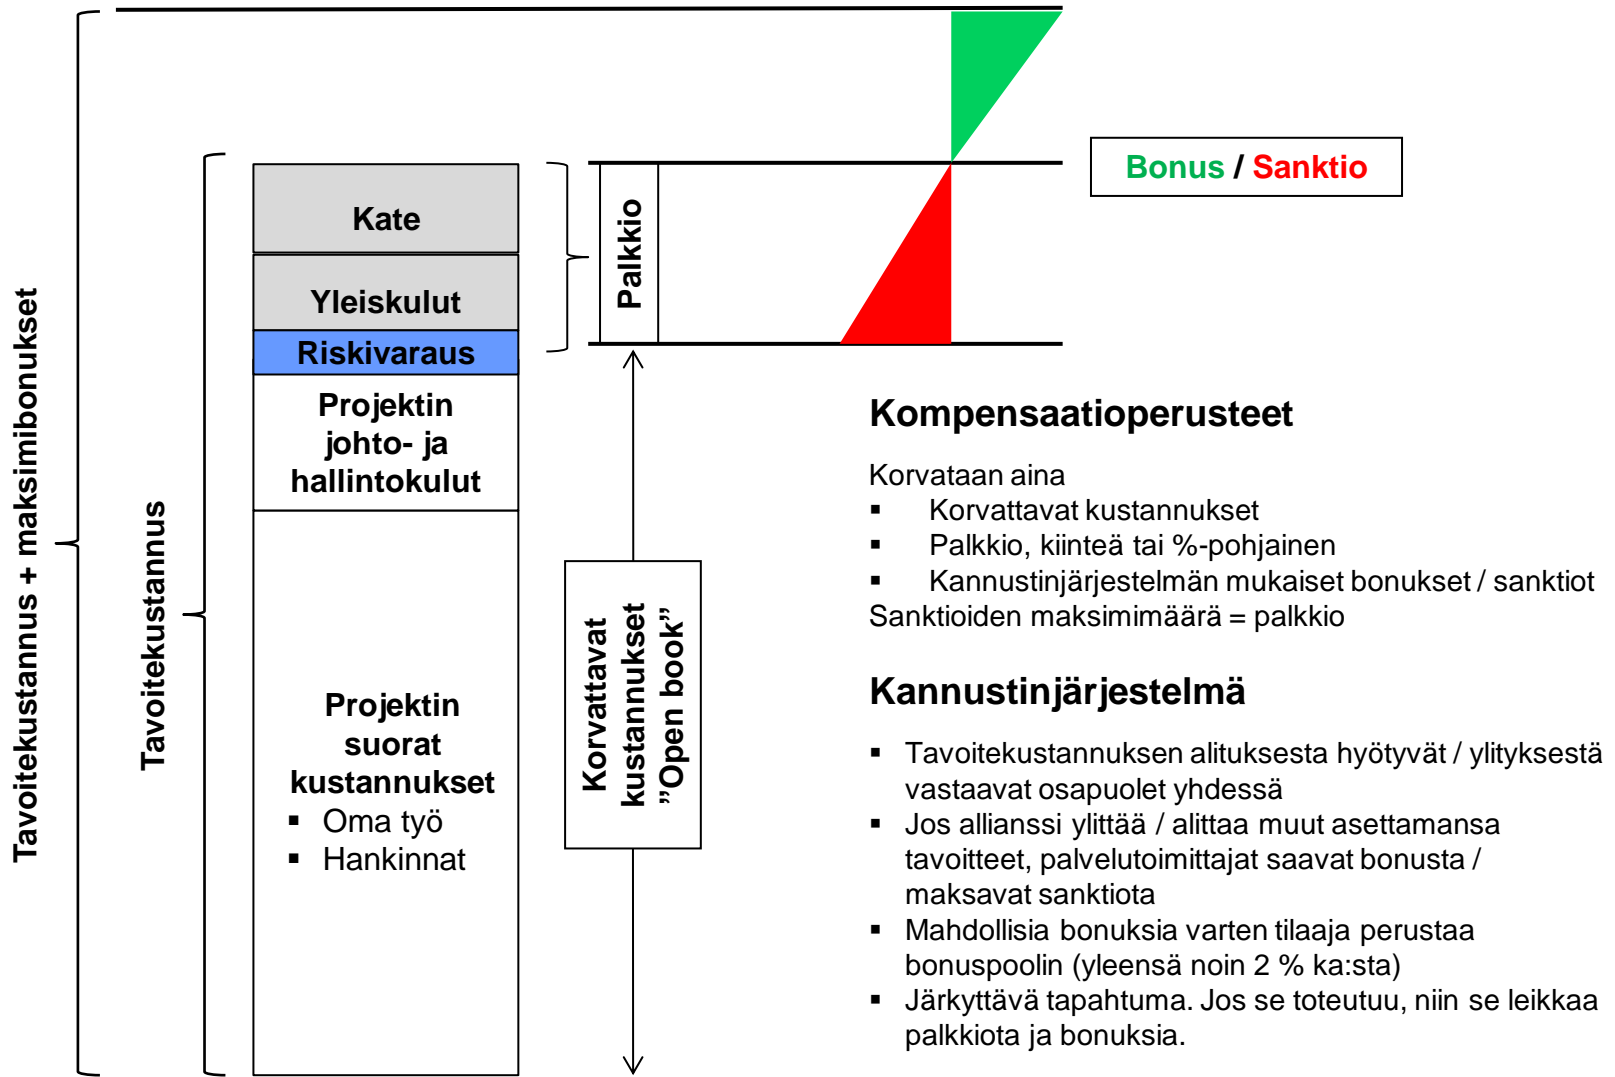 Tavoitekustannus + maksimibonukset
Tavoitekustannus
Kate
Yleiskulut
Riskivaraus
Projektin
johto- ja
hallintokulut
Projektin
suorat
kustannukset
▪ Oma työ
▪ Hankinnat
Palkkio
Korvattavat
kustannukset
”Open book”
Bonus / Sanktio
Kompensaatioperusteet
Korvataan aina
▪ Korvattavat kustannukset
▪ Palkkio, kiinteä tai %-pohjainen
▪ Kannustinjärjestelmän mukaiset bonukset / sanktiot
Sanktioiden maksimimäärä = palkkio
Kannustinjärjestelmä
▪ Tavoitekustannuksen alituksesta hyötyvät / ylityksestä
vastaavat osapuolet yhdessä
▪ Jos allianssi ylittää / alittaa muut asettamansa
tavoitteet, palvelutoimittajat saavat bonusta /
maksavat sanktiota
▪ Mahdollisia bonuksia varten tilaaja perustaa
bonuspoolin (yleensä noin 2 % ka:sta)
▪ Järkyttävä tapahtuma. Jos se toteutuu, niin se leikkaa
palkkiota ja bonuksia.